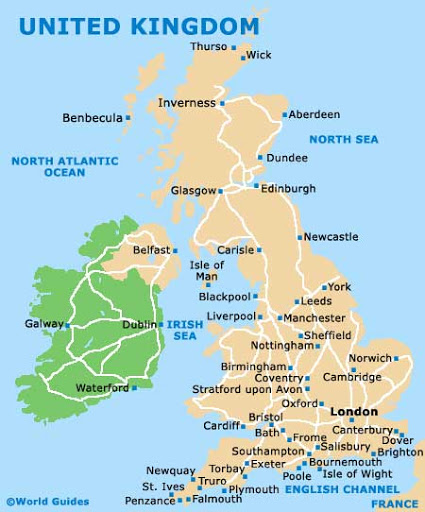 UNITED KINGDOM
Thurso
Wick
Inverness
Aberdeen
Benbecula
NORTH SEA
NORTH ATLANTIC
OCEAN
Dundee
Glasgow
Edinburgh
Newcastle
Belfast
Carisle
Isle of
Man
York
Blackpool
Leeds
Liverpool
Manchester
Galway
Dublin
IRISH
SEA
Sheffield
Nottingham
Norwich
Birmingham
Coventry
Cambridge
Waterford
Stratford upon Avon
Oxford
London
Bristol
Cardiff
Canterbury
Bath
Frome
Dover
Salisbury
Southampton
Brighton
Exeter
Bournemouth
Newquay
Torbay
Poole
Isle of Wight
St. Ives
Truro
Plymouth
ENGLISH CHANNEL
©World Guides
Penzance
Falmouth
FRANCE